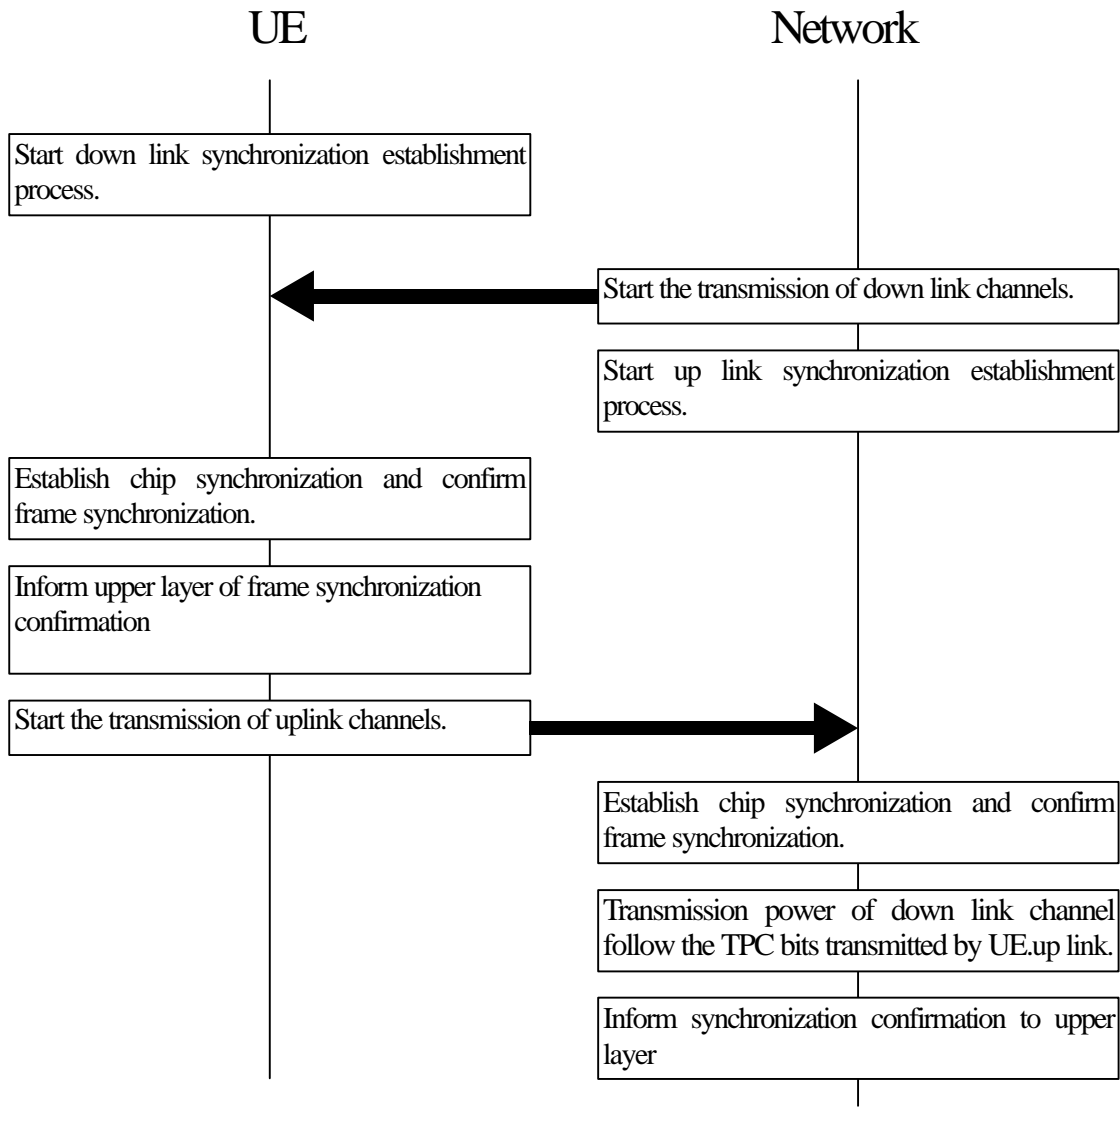 UE
Network
Start down link synchronization establishment
process.
Start the transmission of down link channels.
Start up link synchronization establishment
process.
Establish chip synchronization and confirm
frame synchronization.
Inform upper layer of frame synchronization
confirmation
Start the transmission of uplink channels.
Establish chip synchronization and confirm
frame synchronization.
Transmission power of down link channel
follow the TPC bits transmitted by UE.up link.
Inform synchronization confirmation to upper
layer